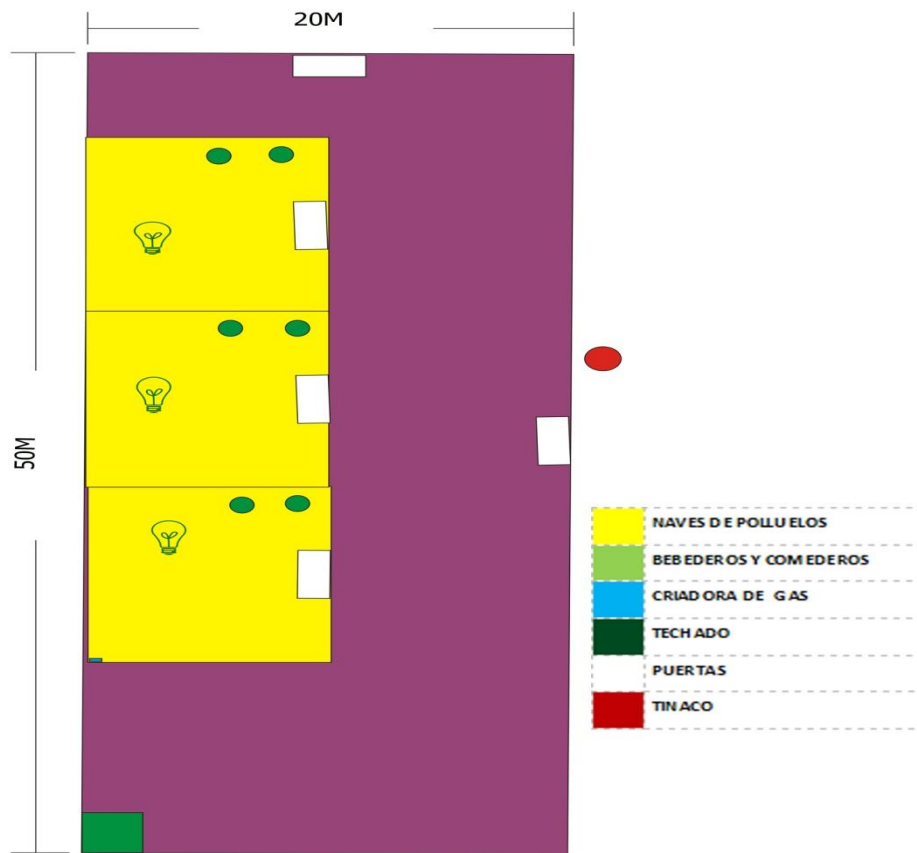 20M
50M
NAVES DE POLLUELOS
BEBEDEROS Y COMEDEROS
CRIADORA DE GAS
TECHADO
PUERTAS
TINACO